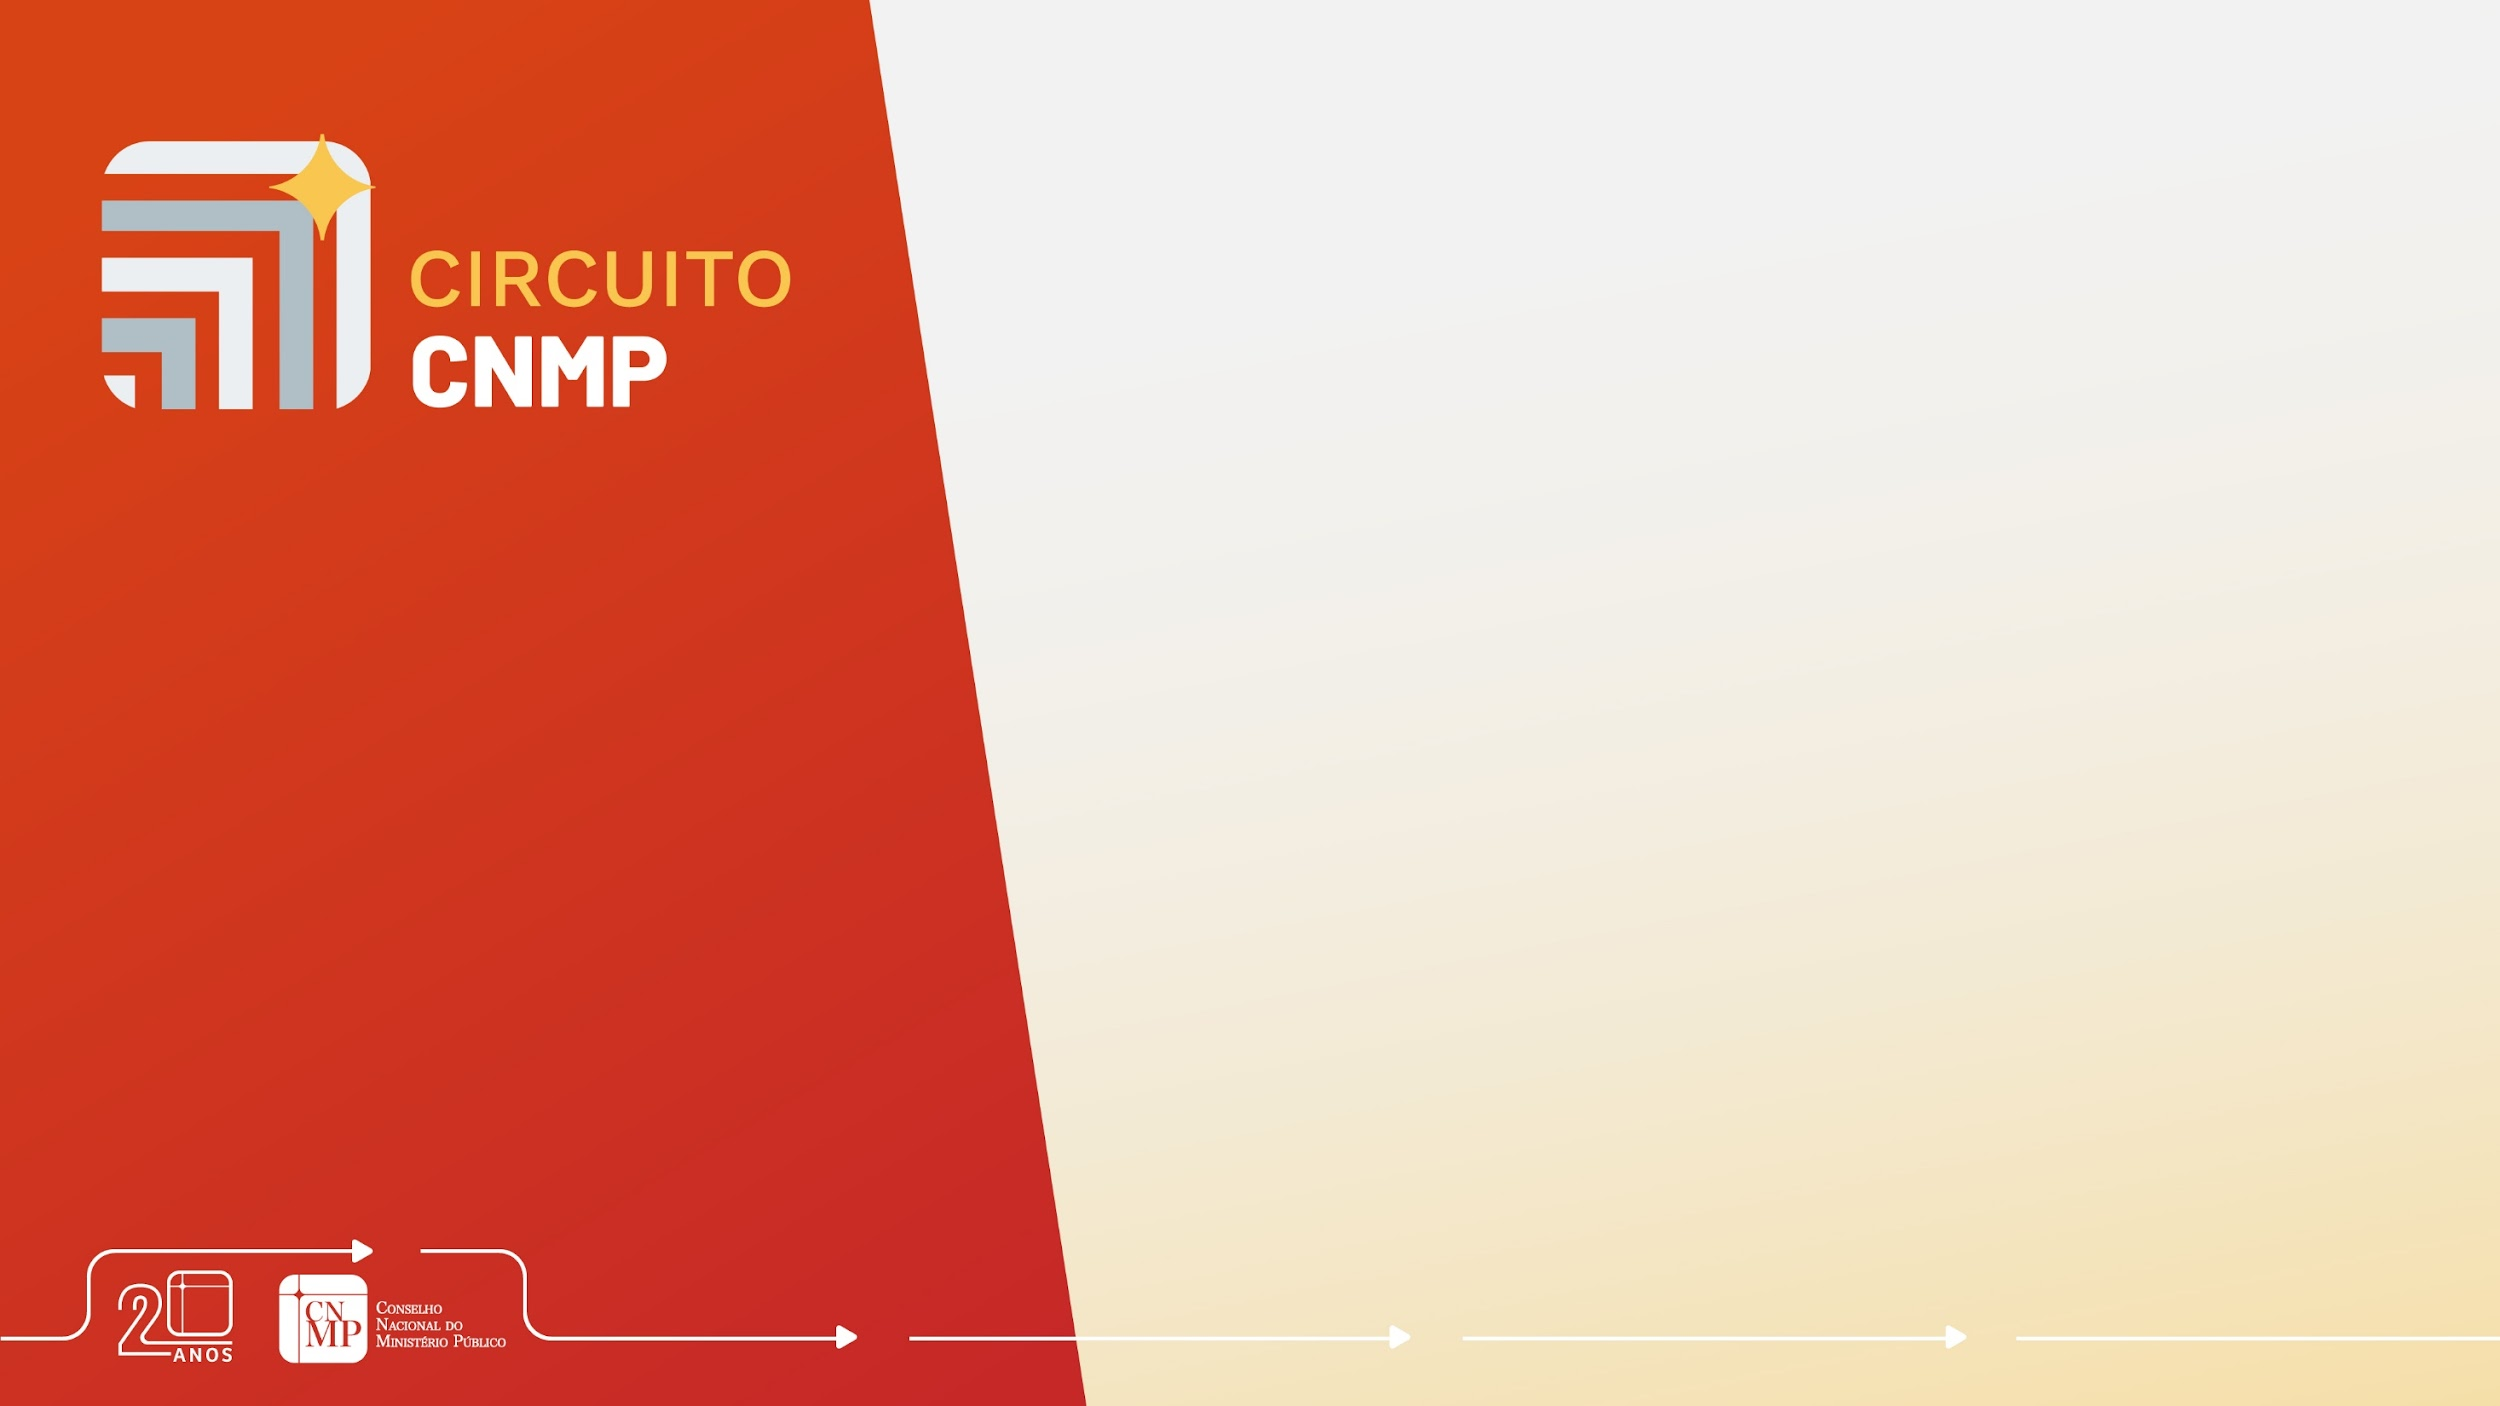 CIRCUITO
CNMP
20
ANOS
CN
MP
CONSELHO
NACIONAL DO
MINISTÉRIO PÚBLICO